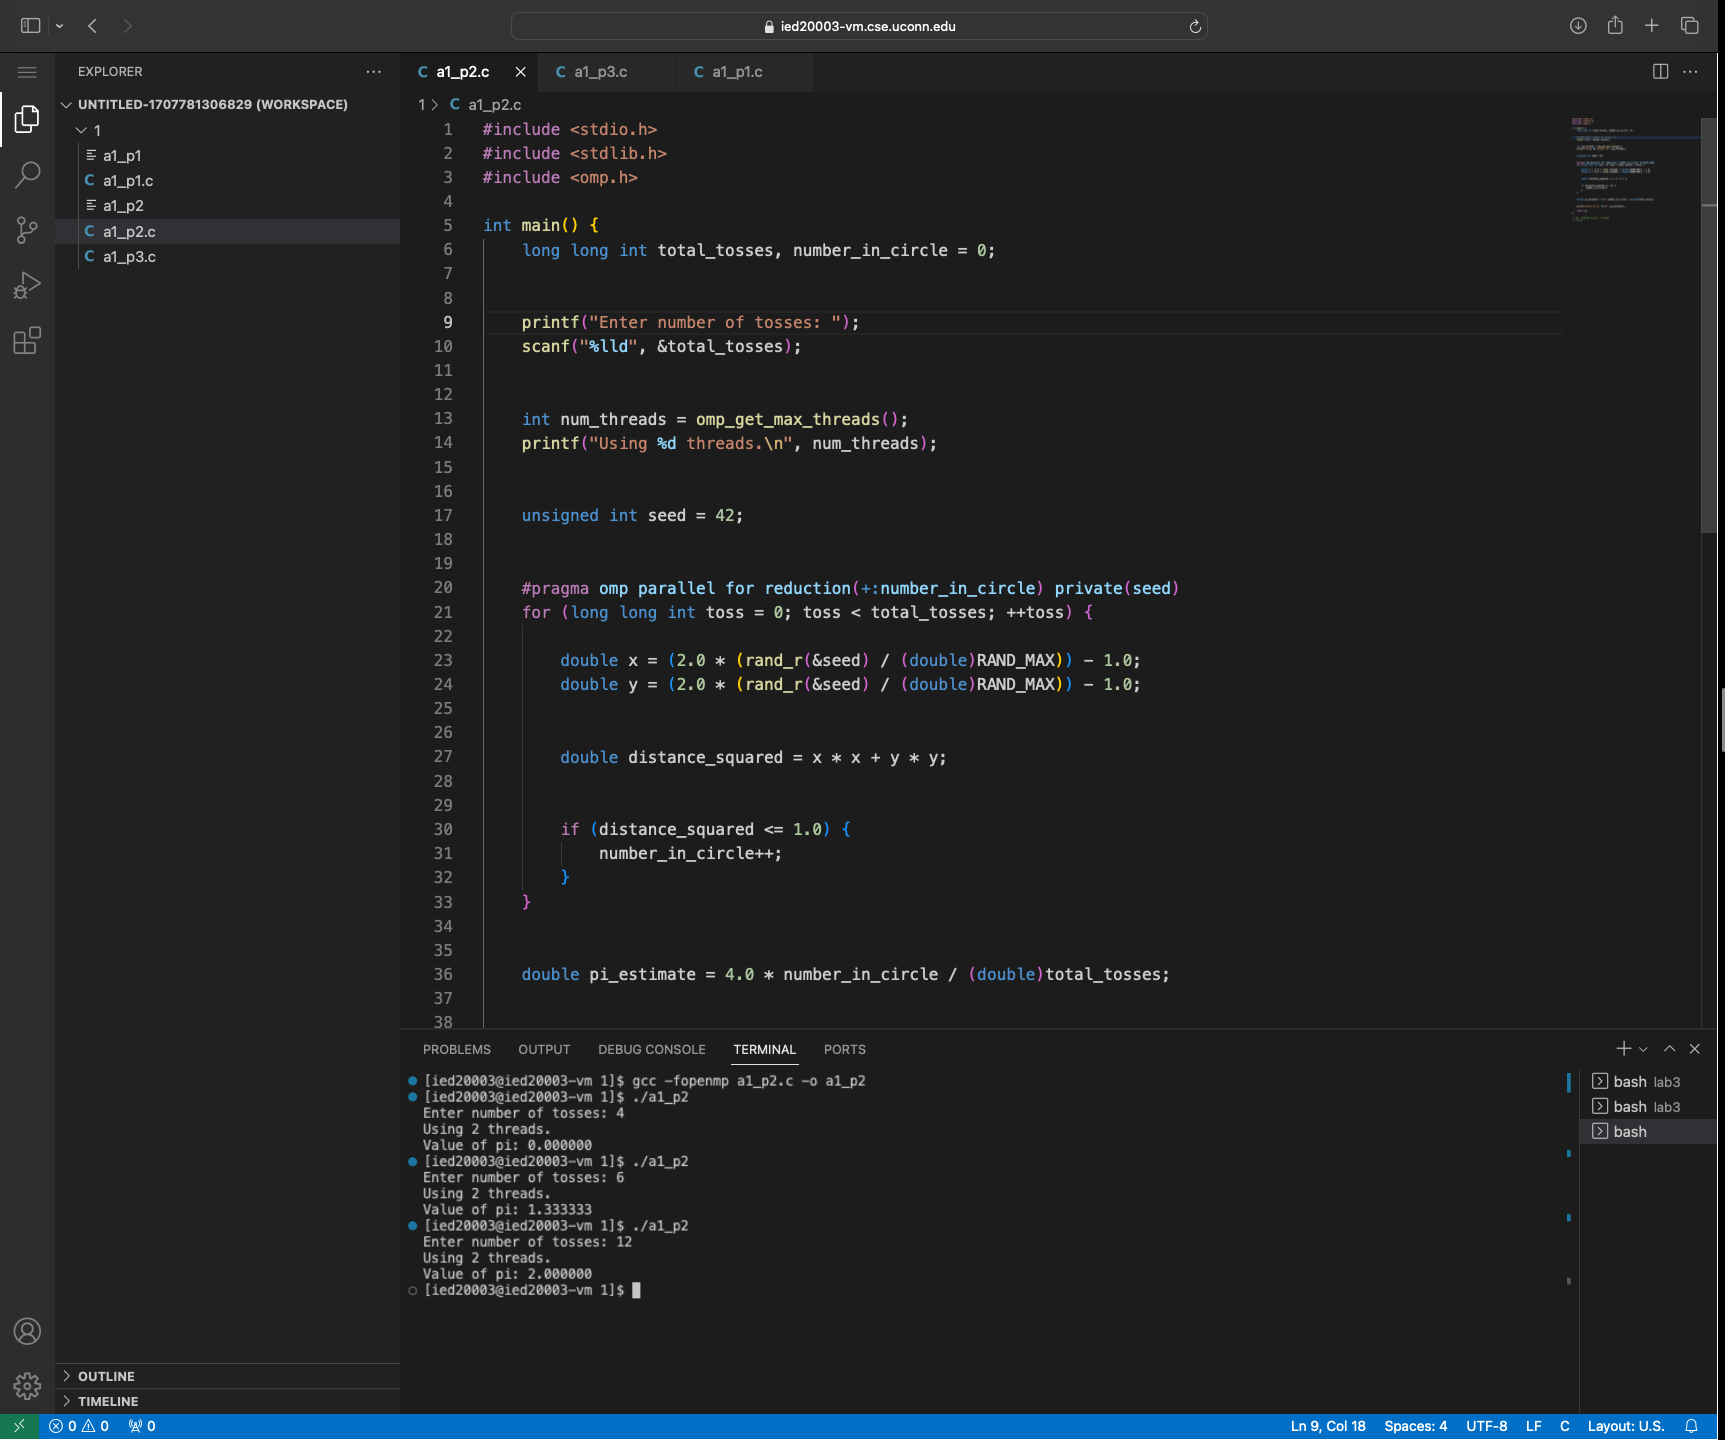 ied20003-vm.cse.uconn.edu
EXPLORER
UNTITLED-1707781306829 (WORKSPACE)
1
a1_p1
C a1_p1.c
a1_p2
C a1_p2.c
C a1_p3.c
OUTLINE
TIMELINE
C a1_p2.c
C a1_p3.c
C a1_p1.c
1 > C a1_p2.c
1 #include <stdio.h>
2 #include <stdlib.h>
3 #include <omp.h>
4
5 int main() {
6 long long int total_tosses, number_in_circle = 0;
7
8
9 printf("Enter number of tosses: ");
10 scanf("%lld", &total_tosses);
11
12
13 int num_threads = omp_get_max_threads();
14 printf("Using %d threads.\n", num_threads);
15
16
17 unsigned int seed = 42;
18
19
20 #pragma omp parallel for reduction(+:number_in_circle) private(seed)
21 for (long long int toss = 0; toss < total_tosses; ++toss) {
22
23 double x = (2.0 * (rand_r(&seed) / (double)RAND_MAX)) - 1.0;
24 double y = (2.0 * (rand_r(&seed) / (double)RAND_MAX)) - 1.0;
25
26
27 double distance_squared = x * x + y * y;
28
29
30 if (distance_squared <= 1.0) {
31 number_in_circle++;
32 }
33 }
34
35
36 double pi_estimate = 4.0 * number_in_circle / (double)total_tosses;
37
38
PROBLEMS OUTPUT DEBUG CONSOLE TERMINAL PORTS
[ied20003@ied20003-vm 1]$ gcc -fopenmp a1_p2.c -o a1_p2
[ied20003@ied20003-vm 1]$ ./a1_p2
Enter number of tosses: 4
Using 2 threads.
Value of pi: 0.000000
[ied20003@ied20003-vm 1]$ ./a1_p2
Enter number of tosses: 6
Using 2 threads.
Value of pi: 1.333333
[ied20003@ied20003-vm 1]$ ./a1_p2
Enter number of tosses: 12
Using 2 threads.
Value of pi: 2.000000
[ied20003@ied20003-vm 1]$
bash lab3
bash lab3
bash
0 0 0
Ln 9, Col 18 Spaces: 4 UTF-8 LF C Layout: U.S.